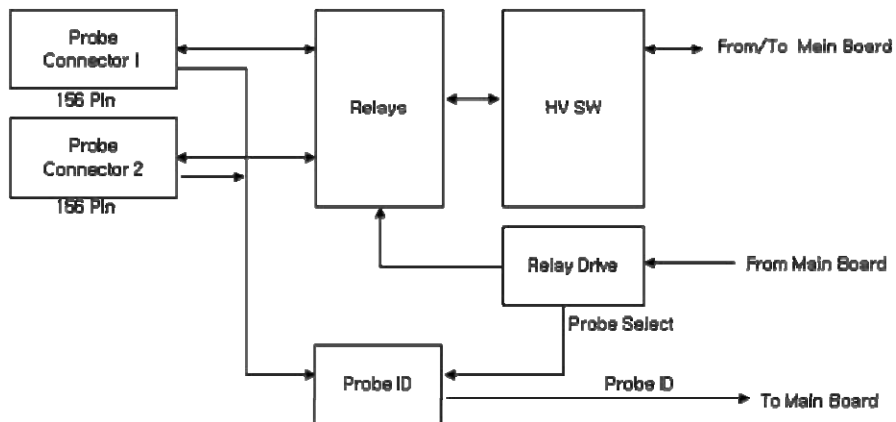 Probe
Connector 1
156 Pin
Probe
Connector 2
156 Pin
Relays
HV SW
From/To Main Board
Relay Drive
From Main Board
Probe Select
Probe ID
Probe ID
To Main Board